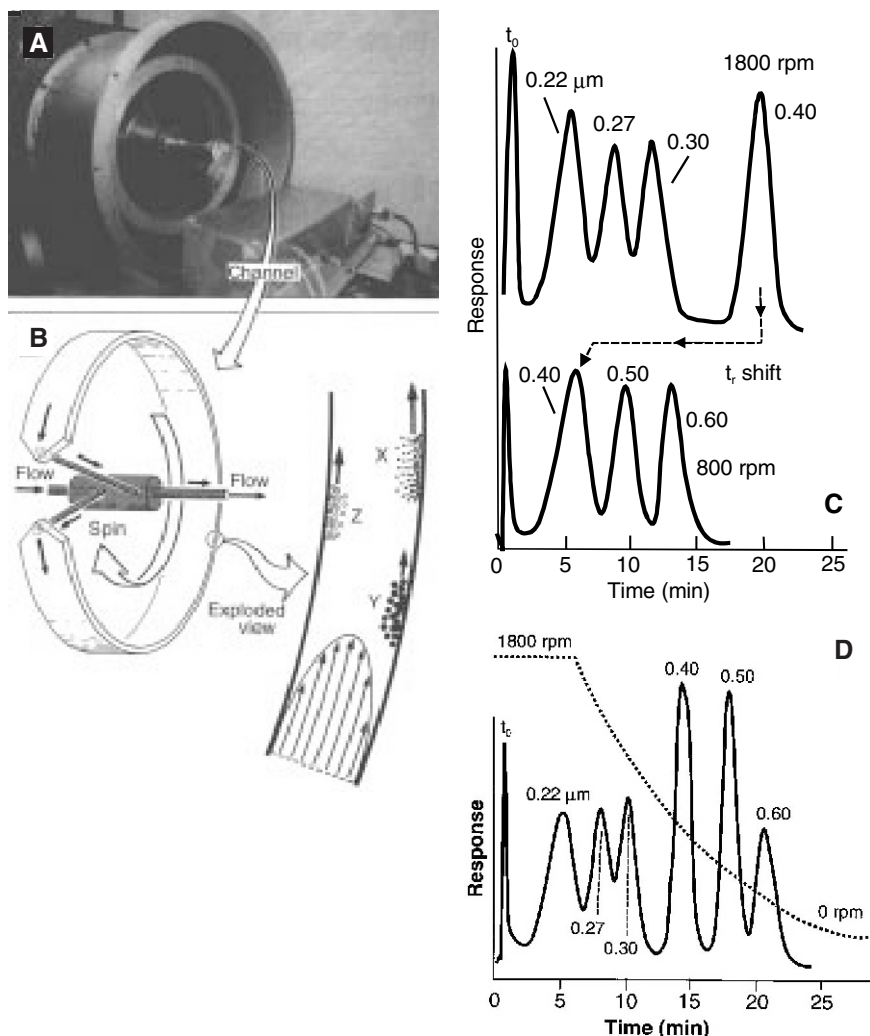 A
Channel
B
Flow
Flow
Spin
Exploded
view
X
Z
Y
t0
1800 rpm
0.22 μm
0.27
0.30
0.40
Response
tr shift
0.40
0.50
0.60
800 rpm
C
0 5 10 15 20 25
Time (min)
D
1800 rpm
t0
0.22 μm
0.27
0.30
0.40
0.50
0.60
0 rpm
Response
0 5 10 15 20 25
Time (min)